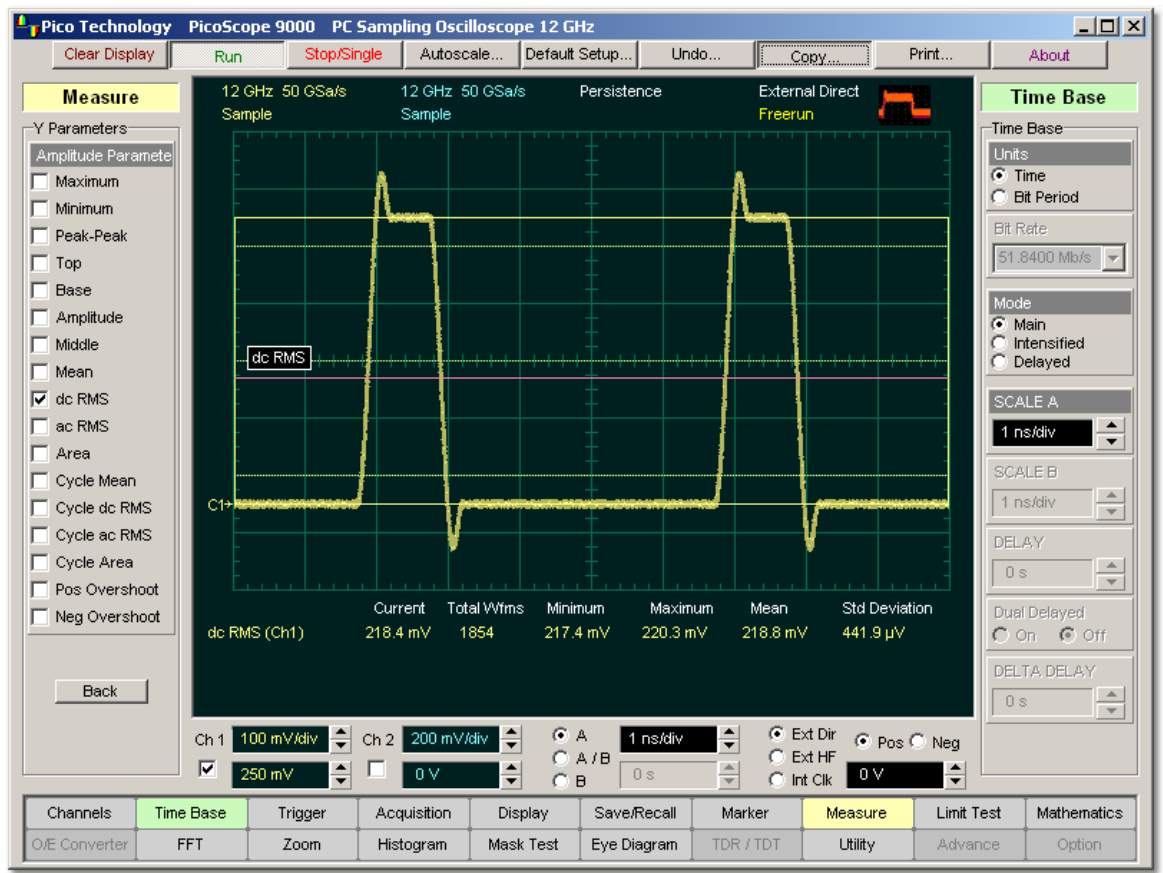 Pico Technology PicoScope 9000 PC Sampling Oscilloscope 12 GHz
Clear Display Run Stop/Single Autoscale... Default Setup... Undo... Copy... Print... About
Measure
Y Parameters
Amplitude Paramete
Maximum
Minimum
Peak-Peak
Top
Base
Amplitude
Middle
Mean
dc RMS
ac RMS
Area
Cycle Mean
Cycle dc RMS
Cycle ac RMS
Cycle Area
Pos Overshoot
Neg Overshoot
Back
12 GHz 50 GSa/s 12 GHz 50 GSa/s Persistence External Direct
Sample Sample Freerun
dc RMS
C1
Current Total Wfms Minimum Maximum Mean Std Deviation
dc RMS (Ch1) 218.4 mV 1854 217.4 mV 220.3 mV 218.8 mV 441.9 µV
Time Base
Time Base
Units
Time
Bit Period
Bit Rate
51.8400 Mb/s
Mode
Main
Intensified
Delayed
SCALE A
1 ns/div
SCALE B
1 ns/div
DELAY
0 s
Dual Delayed
On Off
DELTA DELAY
0 s
Ch 1 100 mV/div Ch 2 200 mV/div A 1 ns/div Ext Dir Pos Neg
A / B Ext HF
250 mV 0 V B 0 s Int Clk 0 V
Channels Time Base Trigger Acquisition Display Save/Recall Marker Measure Limit Test Mathematics
O/E Converter FFT Zoom Histogram Mask Test Eye Diagram TDR / TDT Utility Advance Option